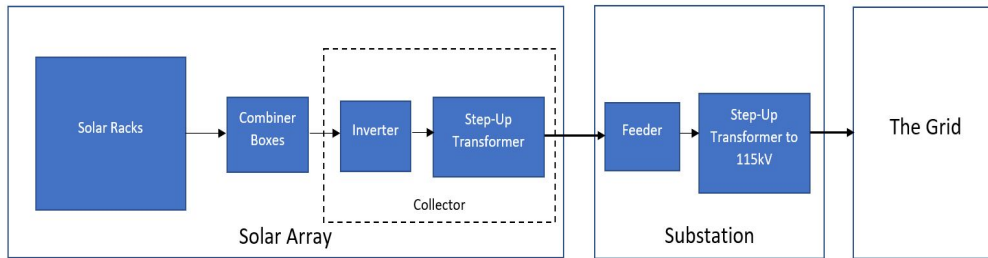 Solar Racks
Combiner
Boxes
Inverter
Step-Up
Transformer
Collector
Solar Array
Feeder
Step-Up
Transformer to
115kV
Substation
The Grid